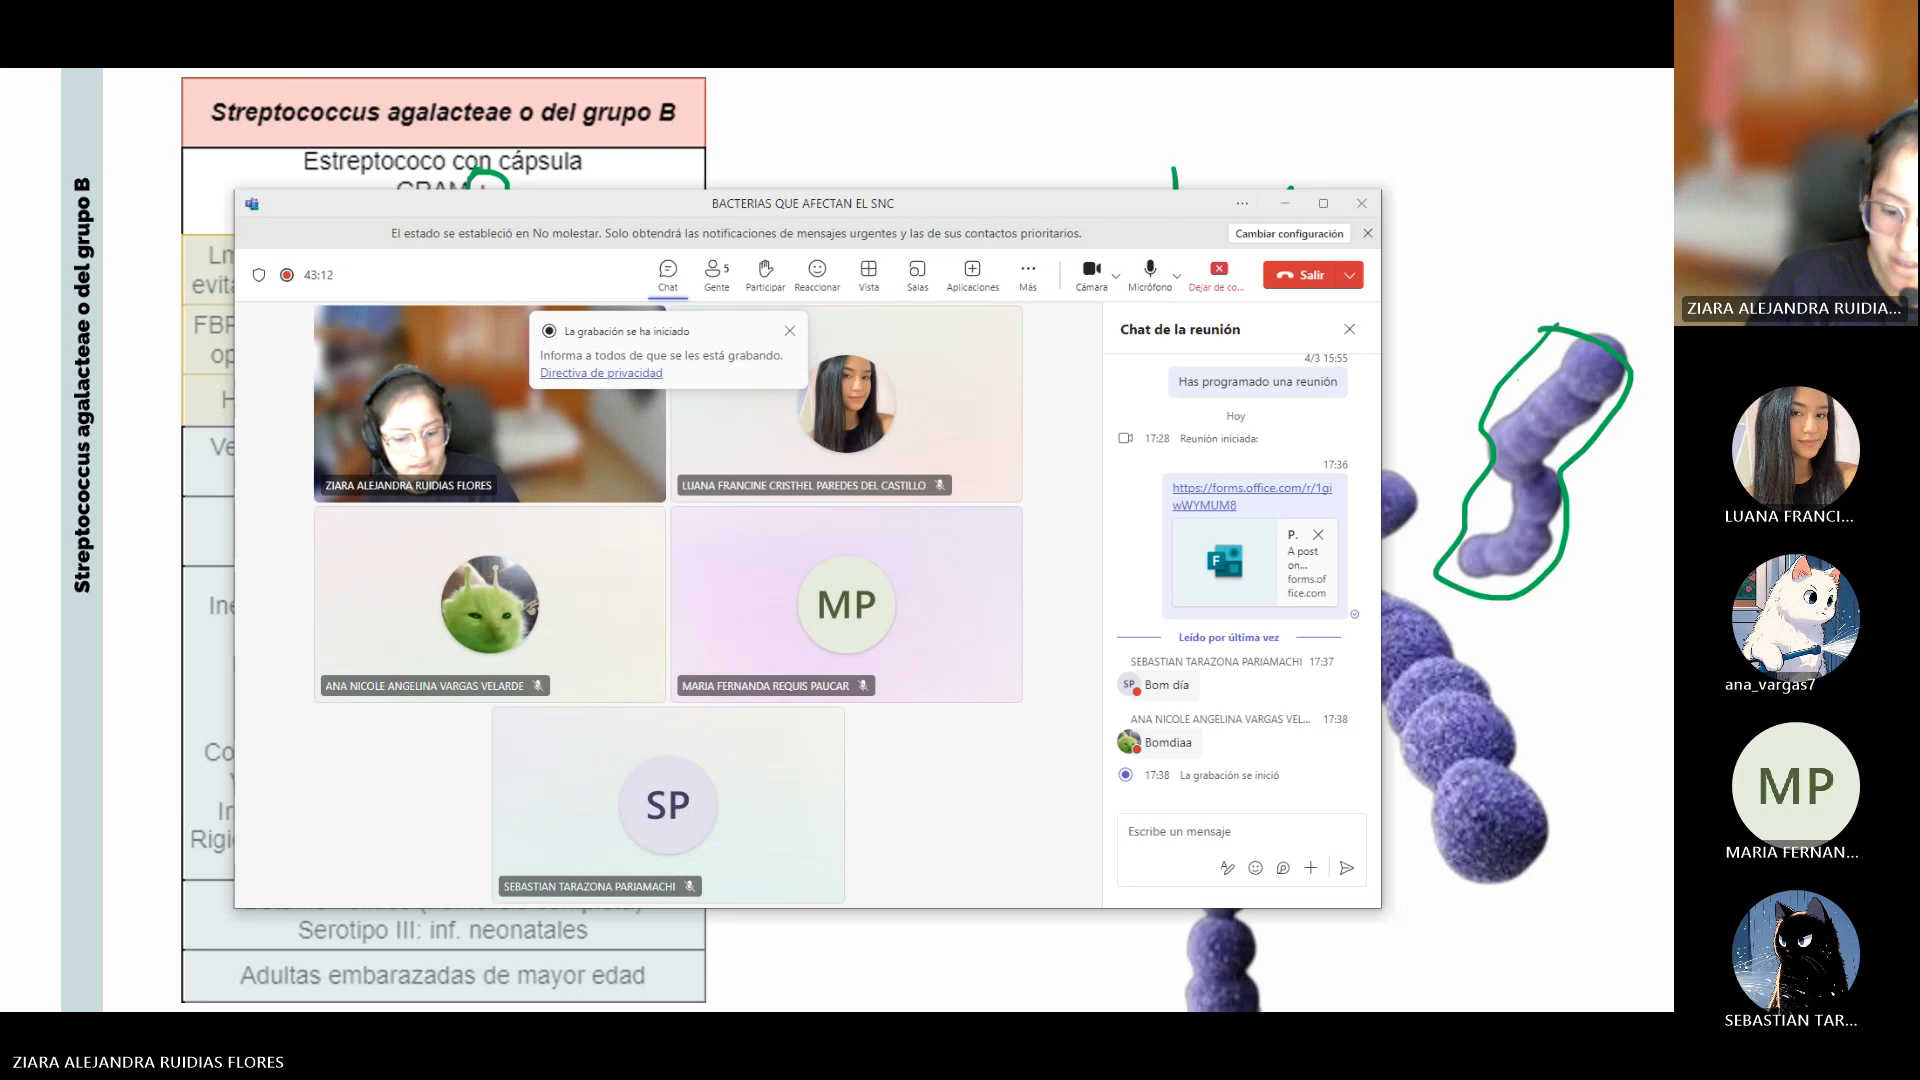 Streptococcus agalacteae o del grupo B
Streptococcus agalacteae o del grupo B
Estreptococo con cápsula
BACTERIAS QUE AFECTAN EL SNC
El estado se estableció en No molestar. Solo obtendrá las notificaciones de mensajes urgentes y las de sus contactos prioritarios.
Cambiar configuración
43:12
Chat
Gente
5
Participar
Reaccionar
Vista
Salas
Aplicaciones
Más
Cámara
Micrófono
Dejar de co...
Salir
La grabación se ha iniciado
Informa a todos de que se les está grabando.
Directiva de privacidad
ZIARA ALEJANDRA RUIDIAS FLORES
LUANA FRANCINE CRISTHEL PAREDES DEL CASTILLO
ANA NICOLE ANGELINA VARGAS VELARDE
MP
MARIA FERNANDA REQUIS PAUCAR
SP
SEBASTIAN TARAZONA PARIAMACHI
Chat de la reunión
4/3 15:55
Has programado una reunión
Hoy
17:28 Reunión iniciada:
17:36
https://forms.office.com/r/1gi
wWYMUM8
P.
A post
on...
forms.of
fice.com
Leído por última vez
SEBASTIAN TARAZONA PARIAMACHI 17:37
SP
Bom día
ANA NICOLE ANGELINA VARGAS VEL... 17:38
Bomdiaa
17:38 La grabación se inició
Escribe un mensaje
Serotipo III: inf. neonatales
Adultas embarazadas de mayor edad
ZIARA ALEJANDRA RUIDIA...
LUANA FRANCI...
ana_vargas7
MP
MARIA FERNAN...
SEBASTIAN TAR...
ZIARA ALEJANDRA RUIDIAS FLORES